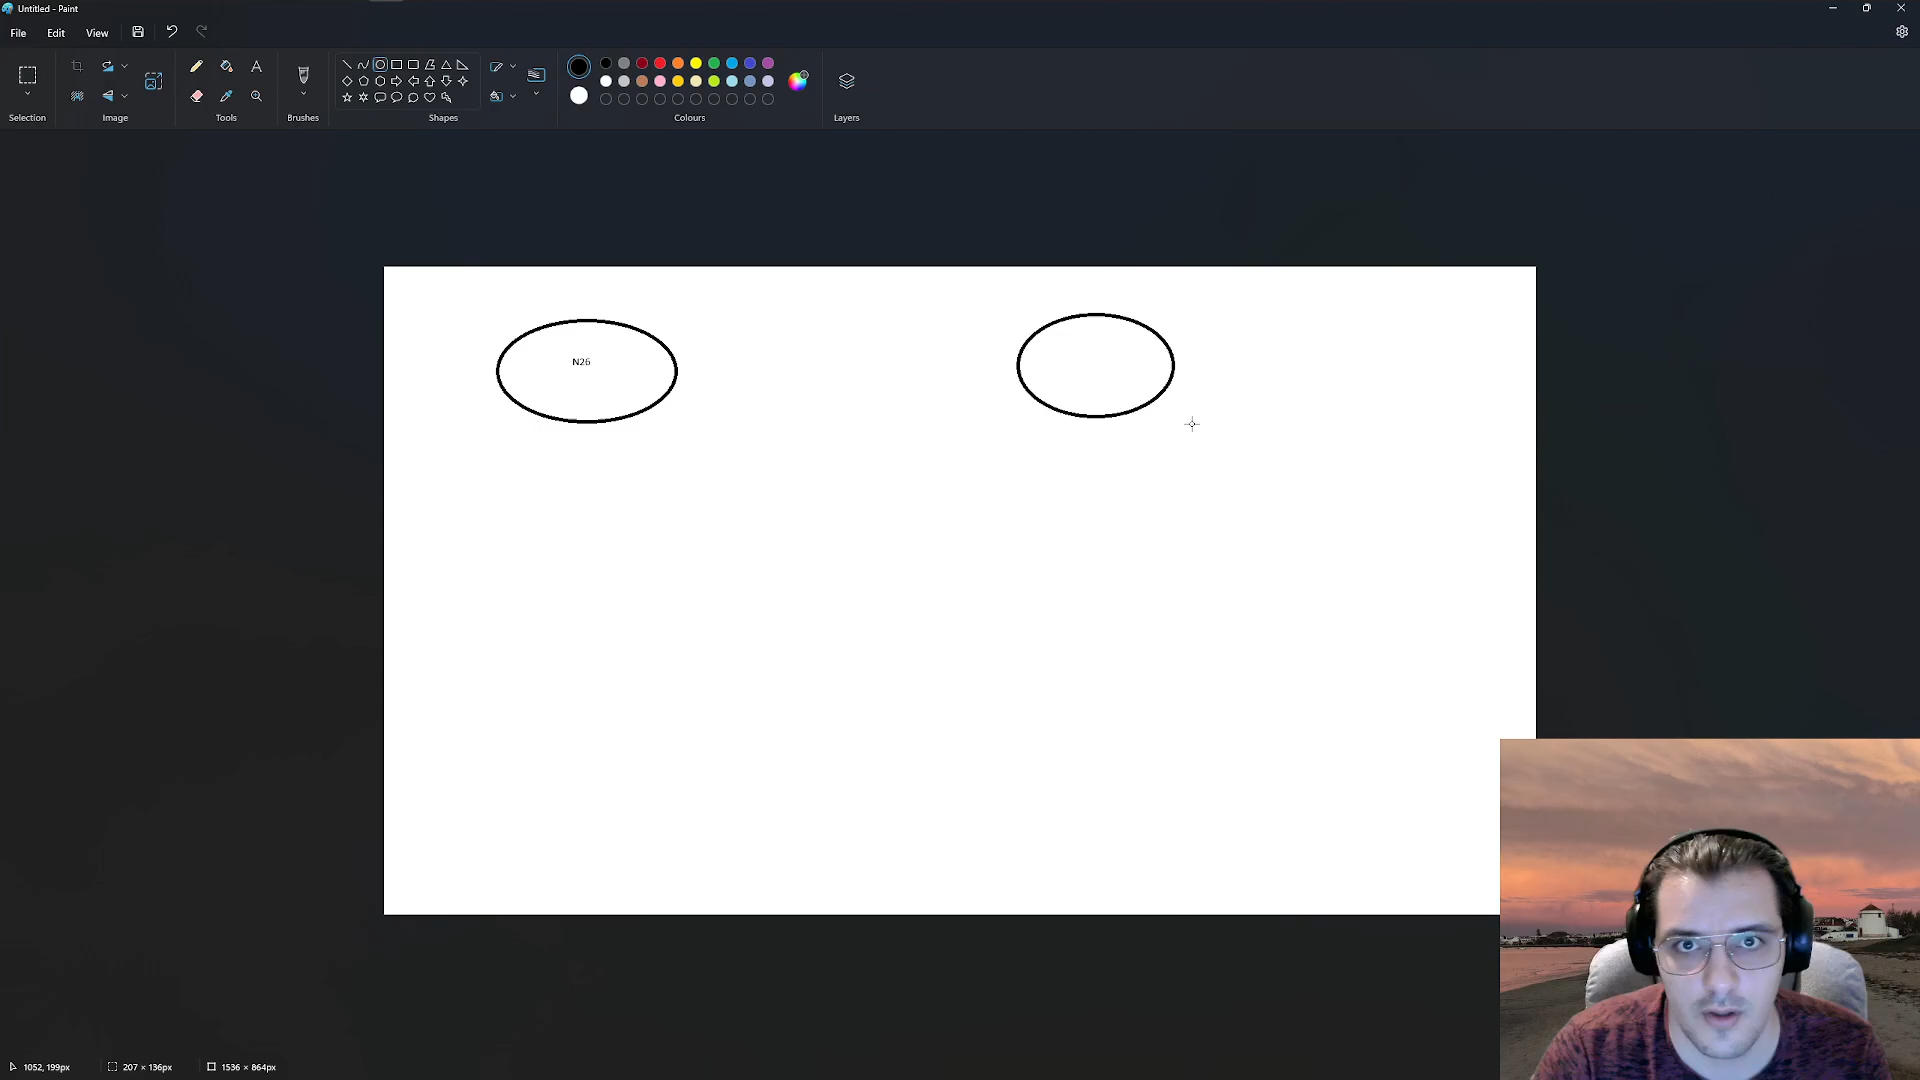 Untitled - Paint
File Edit View
Selection
Image
Tools
Brushes
Shapes
Colours
Layers
N26
1052, 199px
207 × 136px
1536 × 864px